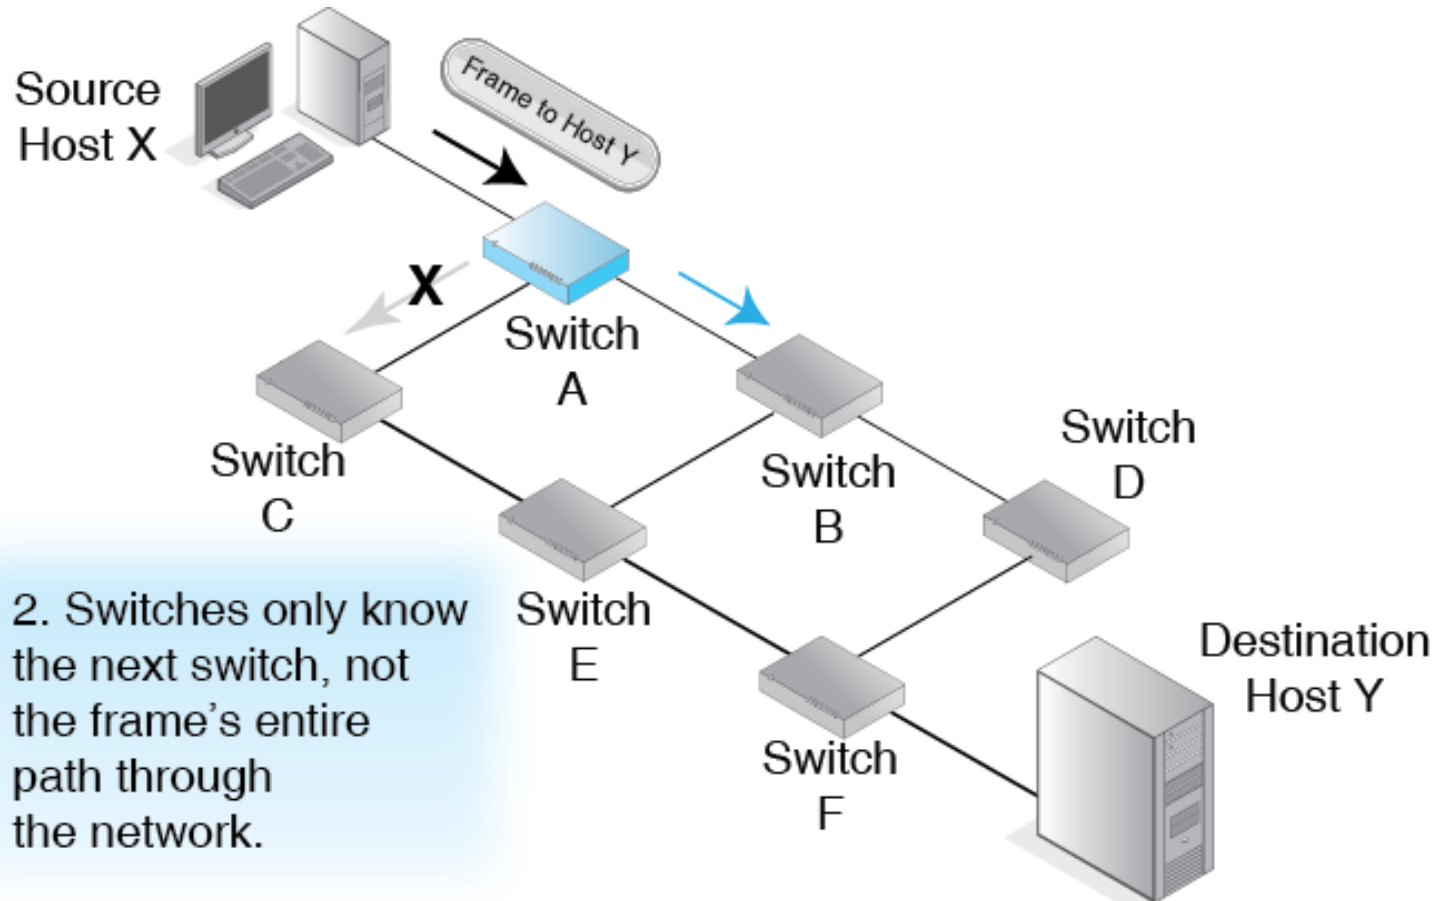 Source
Host X
Frame to Host Y
X
Switch
A
Switch
C
Switch
B
Switch
D
Switch
E
Switch
F
Destination
Host Y
2. Switches only know
the next switch, not
the frame’s entire
path through
the network.